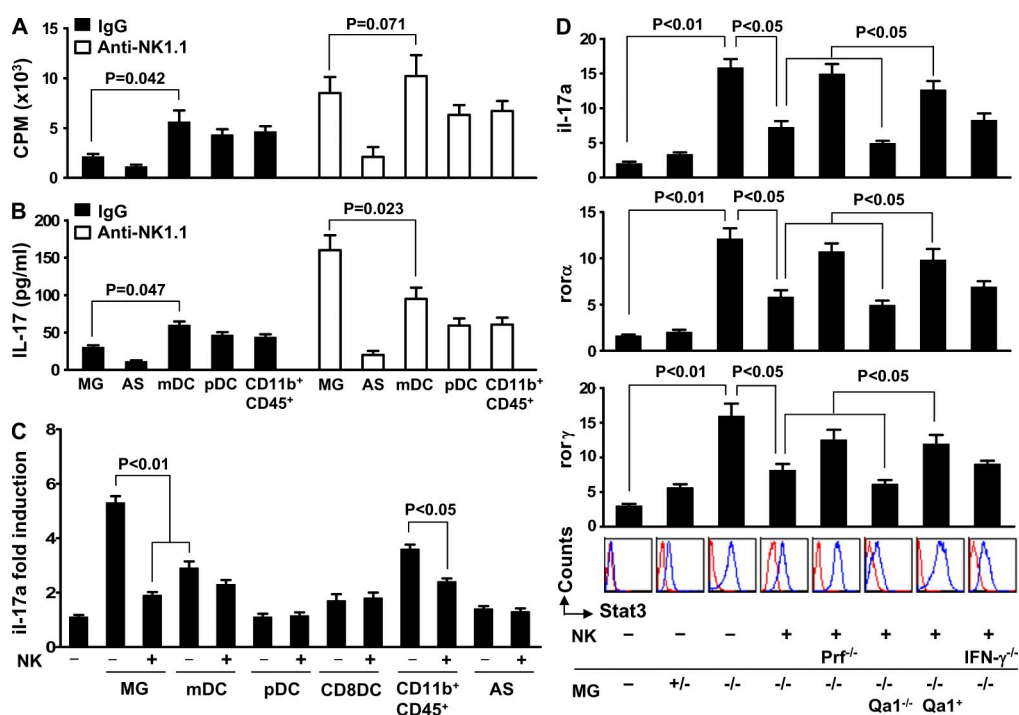 A
IgG
Anti-NK1.1
P=0.042
P=0.071
CPM (x10³)
15
10
5
0
B
IgG
Anti-NK1.1
P=0.047
P=0.023
IL-17 (pg/ml)
200
150
100
50
0
MG AS mDC pDC CD11b⁺ CD45⁺ MG AS mDC pDC CD11b⁺ CD45⁺
C
P<0.01
P<0.05
il-17a fold induction
8
6
4
2
0
NK – – + – + – + – + – + – +
MG mDC pDC CD8DC CD11b⁺ CD45⁺ AS
D
P<0.01 P<0.05 P<0.05
il-17a
20
15
10
5
0
P<0.01 P<0.05 P<0.05
rorα
15
10
5
0
P<0.01 P<0.05 P<0.05
rorγ
20
15
10
5
0
Counts
Stat3
NK – – – + + + + +
Prf⁻/⁻ IFN-γ⁻/⁻
MG – +/- -/- -/- -/- -/- -/- -/-
Qa1⁻/⁻ Qa1⁺